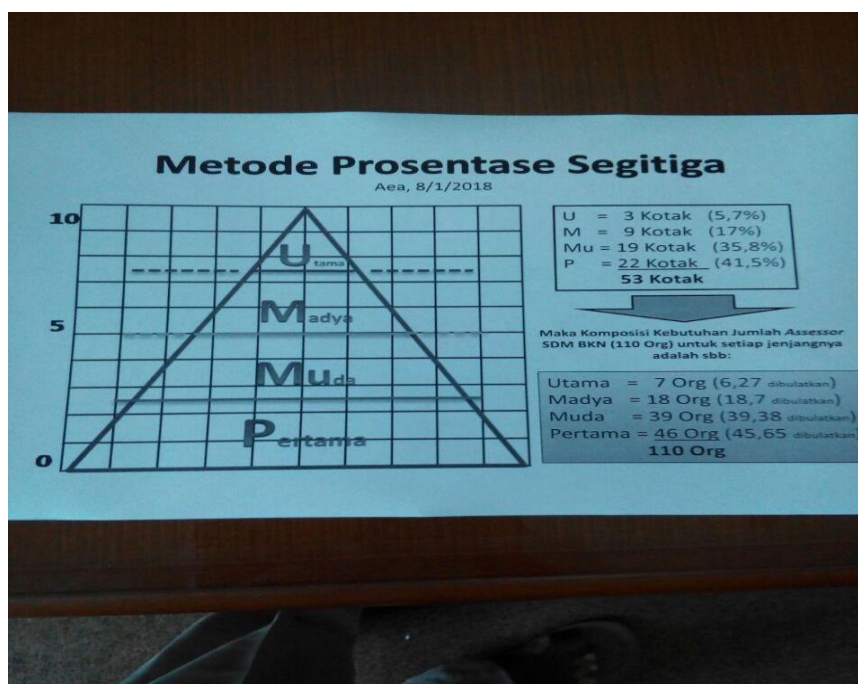 Metode Prosentase Segitiga
Aea, 8/1/2018
10
5
0
Utama
Madya
Muda
Pertama
U = 3 Kotak (5,7%)
M = 9 Kotak (17%)
Mu = 19 Kotak (35,8%)
P = 22 Kotak (41,5%)
53 Kotak
Maka Komposisi Kebutuhan Jumlah Assessor
SDM BKN (110 Org) untuk setiap jenjangnya
adalah sbb:
Utama = 7 Org (6,27 dibulatkan)
Madya = 18 Org (18,7 dibulatkan)
Muda = 39 Org (39,38 dibulatkan)
Pertama = 46 Org (45,65 dibulatkan)
110 Org